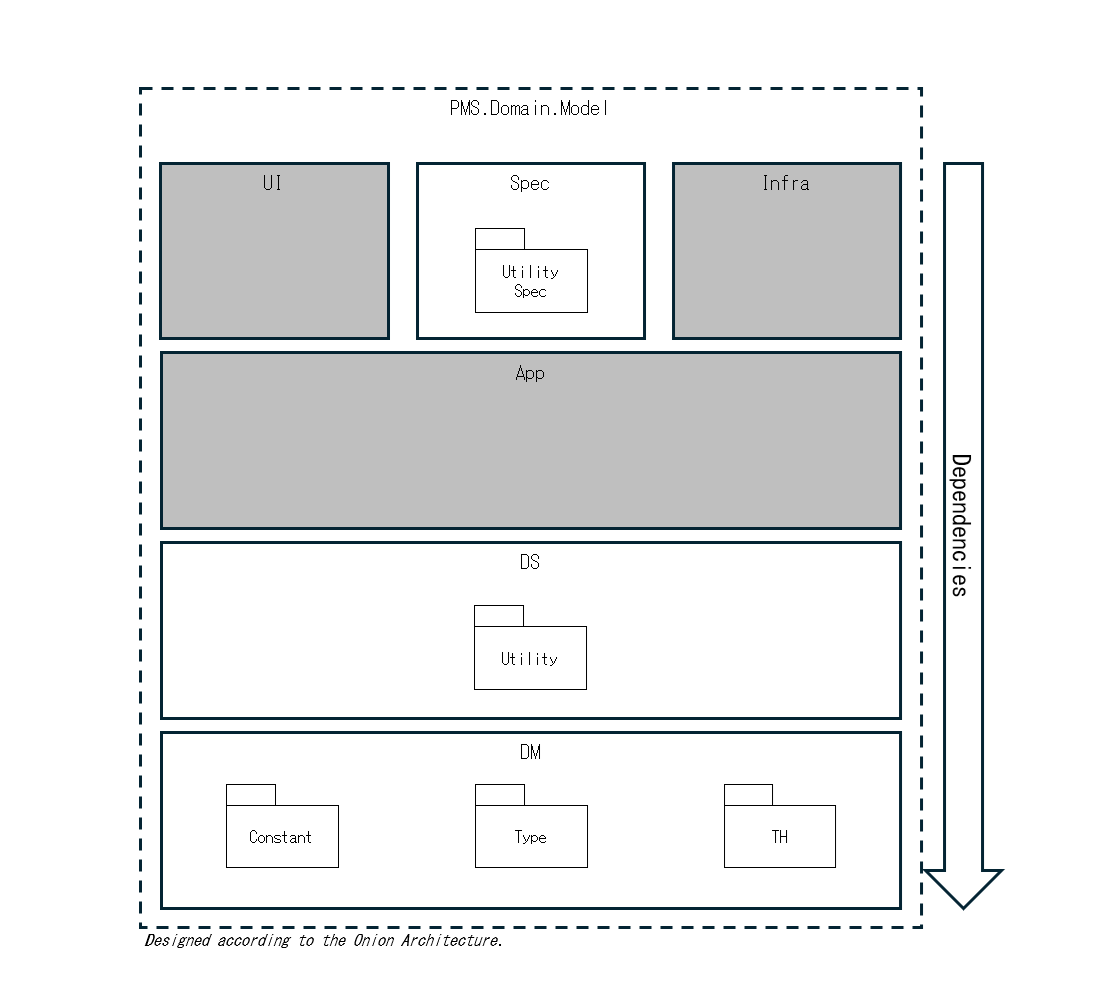 PMS.Domain.Model
UI
Spec
Infra
Utility
Spec
App
Dependencies
DS
Utility
DM
Constant
Type
TH
Designed according to the Onion Architecture.